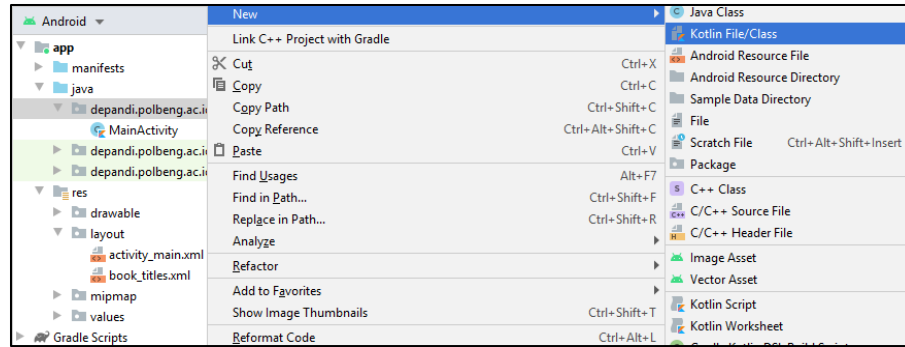 Android
app
manifests
java
depandi.polbeng.ac.i
MainActivity
depandi.polbeng.ac.i
depandi.polbeng.ac.i
res
drawable
layout
activity_main.xml
book_titles.xml
mipmap
values
Gradle Scripts
New
Link C++ Project with Gradle
Cut Ctrl+X
Copy Ctrl+C
Copy Path Ctrl+Shift+C
Copy Reference Ctrl+Alt+Shift+C
Paste Ctrl+V
Find Usages Alt+F7
Find in Path... Ctrl+Shift+F
Replace in Path... Ctrl+Shift+R
Analyze
Refactor
Add to Favorites
Show Image Thumbnails Ctrl+Shift+T
Reformat Code Ctrl+Alt+L
Java Class
Kotlin File/Class
Android Resource File
Android Resource Directory
Sample Data Directory
File
Scratch File Ctrl+Alt+Shift+Insert
Package
C++ Class
C/C++ Source File
C/C++ Header File
Image Asset
Vector Asset
Kotlin Script
Kotlin Worksheet